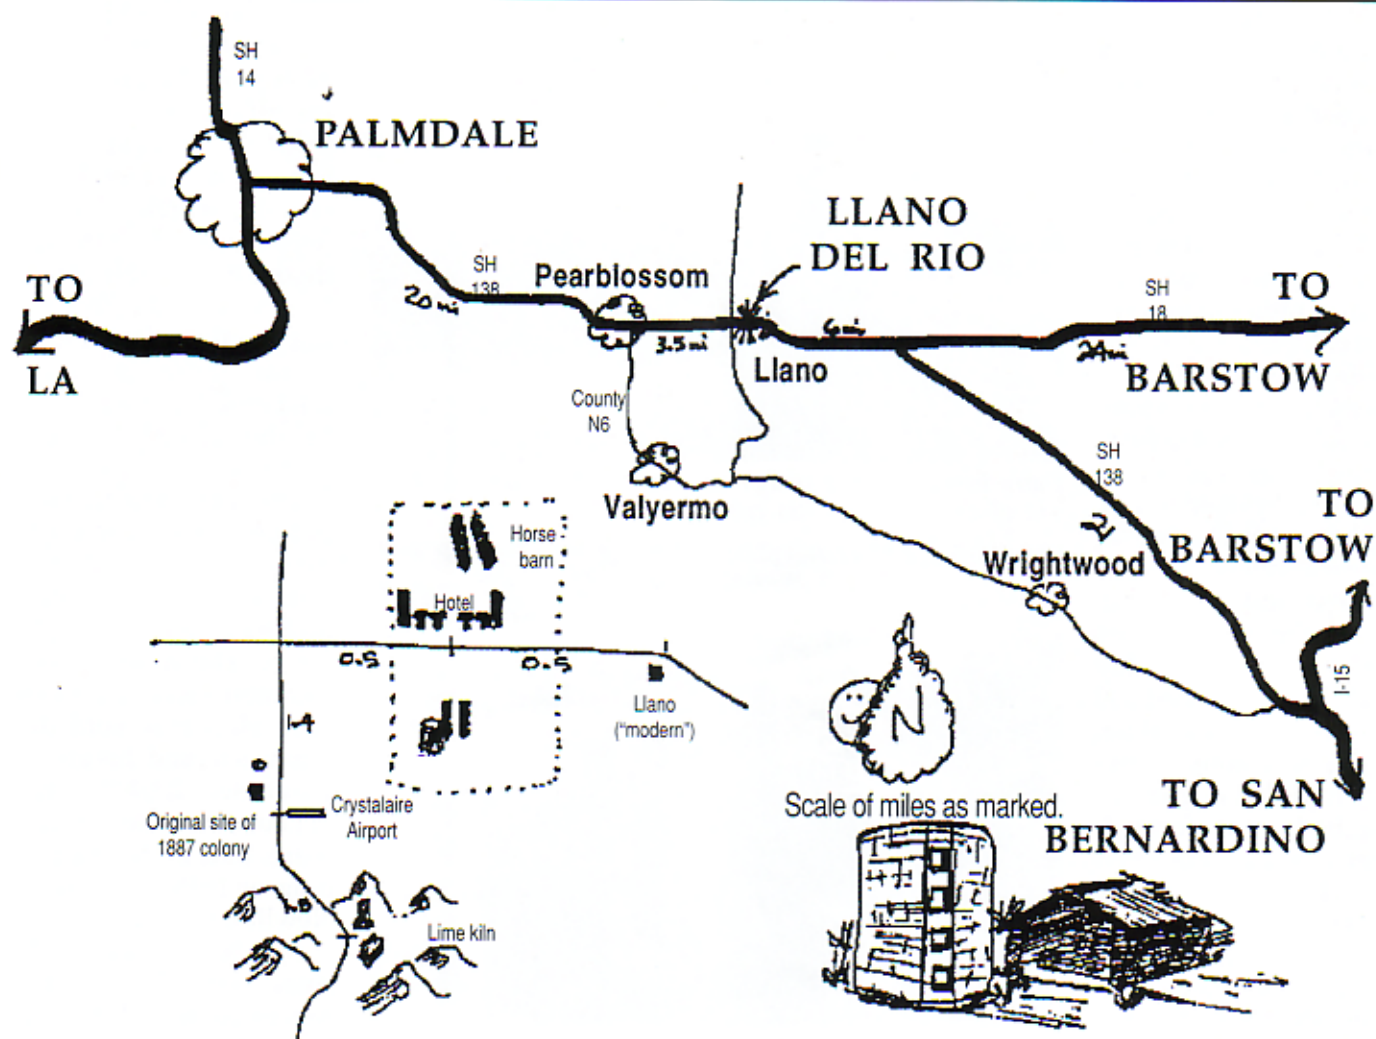 SH
14
PALMDALE
LLANO
DEL RIO
TO
LA
SH
138
20 mi
Pearblossom
3.5 mi
6 mi
Llano
SH
18
TO
BARSTOW
24 mi
County
N6
Valyermo
SH
138
21
Wrightwood
TO
BARSTOW
I-15
TO SAN
BERNARDINO
Horse
barn
Hotel
0.5
0.5
Llano
("modern")
N
Scale of miles as marked.
Original site of
1887 colony
Crystalaire
Airport
Lime kiln